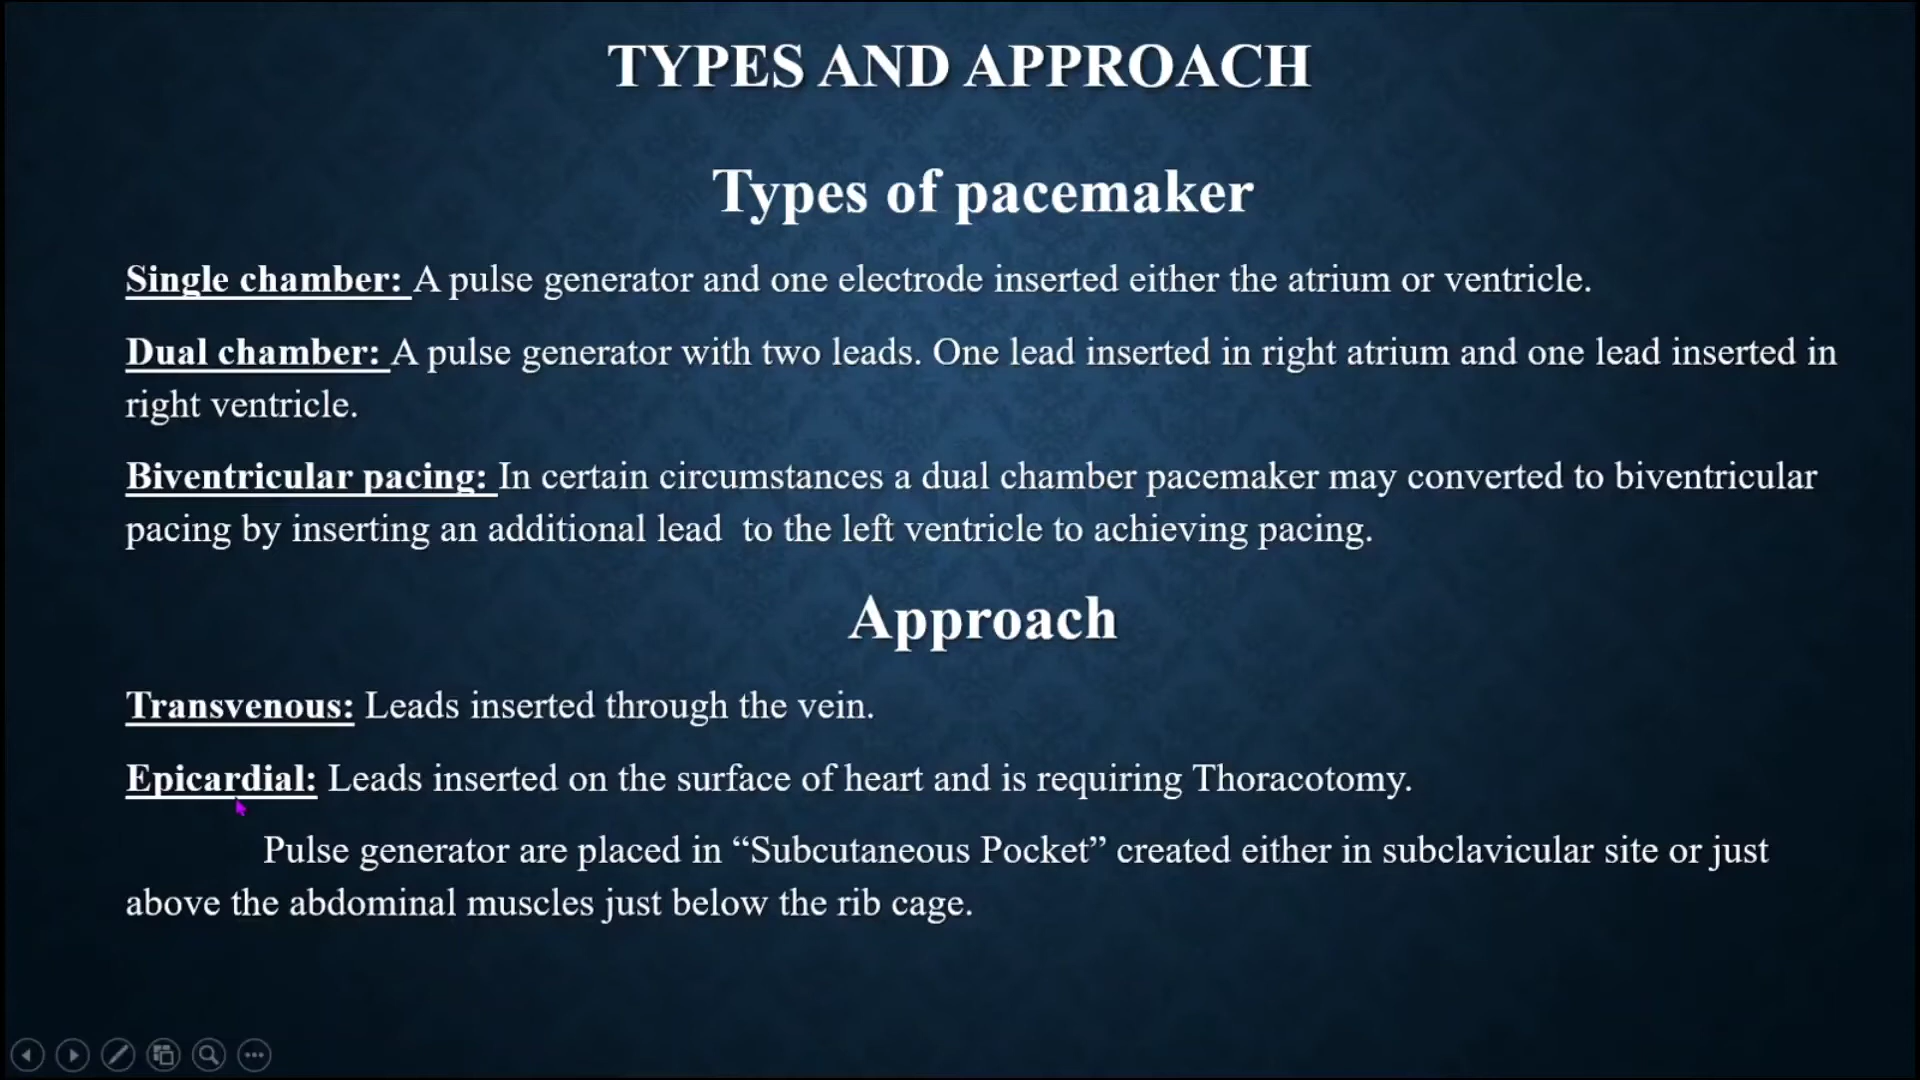 TYPES AND APPROACH
Types of pacemaker
Single chamber: A pulse generator and one electrode inserted either the atrium or ventricle.
Dual chamber: A pulse generator with two leads. One lead inserted in right atrium and one lead inserted in
right ventricle.
Biventricular pacing: In certain circumstances a dual chamber pacemaker may converted to biventricular
pacing by inserting an additional lead to the left ventricle to achieving pacing.
Approach
Transvenous: Leads inserted through the vein.
Epicardial: Leads inserted on the surface of heart and is requiring Thoracotomy.
Pulse generator are placed in “Subcutaneous Pocket” created either in subclavicular site or just
above the abdominal muscles just below the rib cage.